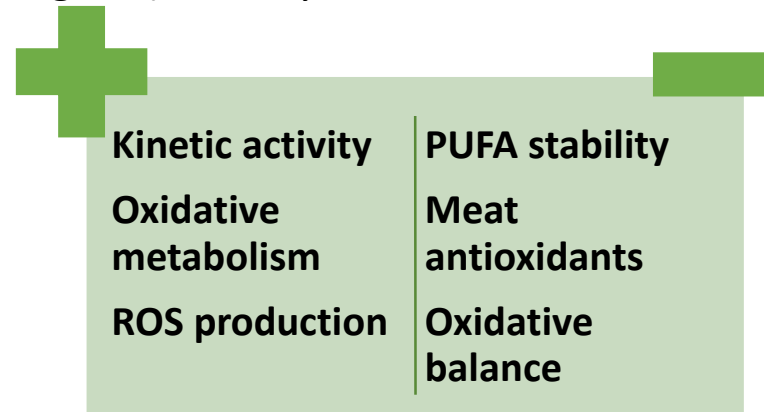 Kinetic activity
Oxidative
metabolism
ROS production
PUFA stability
Meat
antioxidants
Oxidative
balance